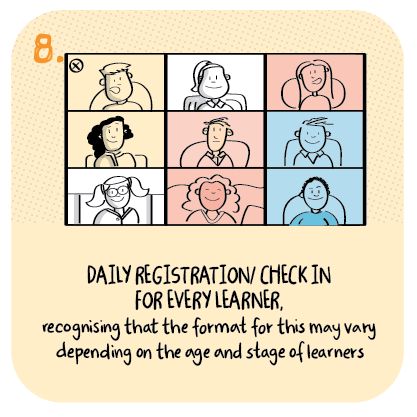 8.
DAILY REGISTRATION/ CHECK IN
FOR EVERY LEARNER,
recognising that the format for this may vary
depending on the age and stage of learners